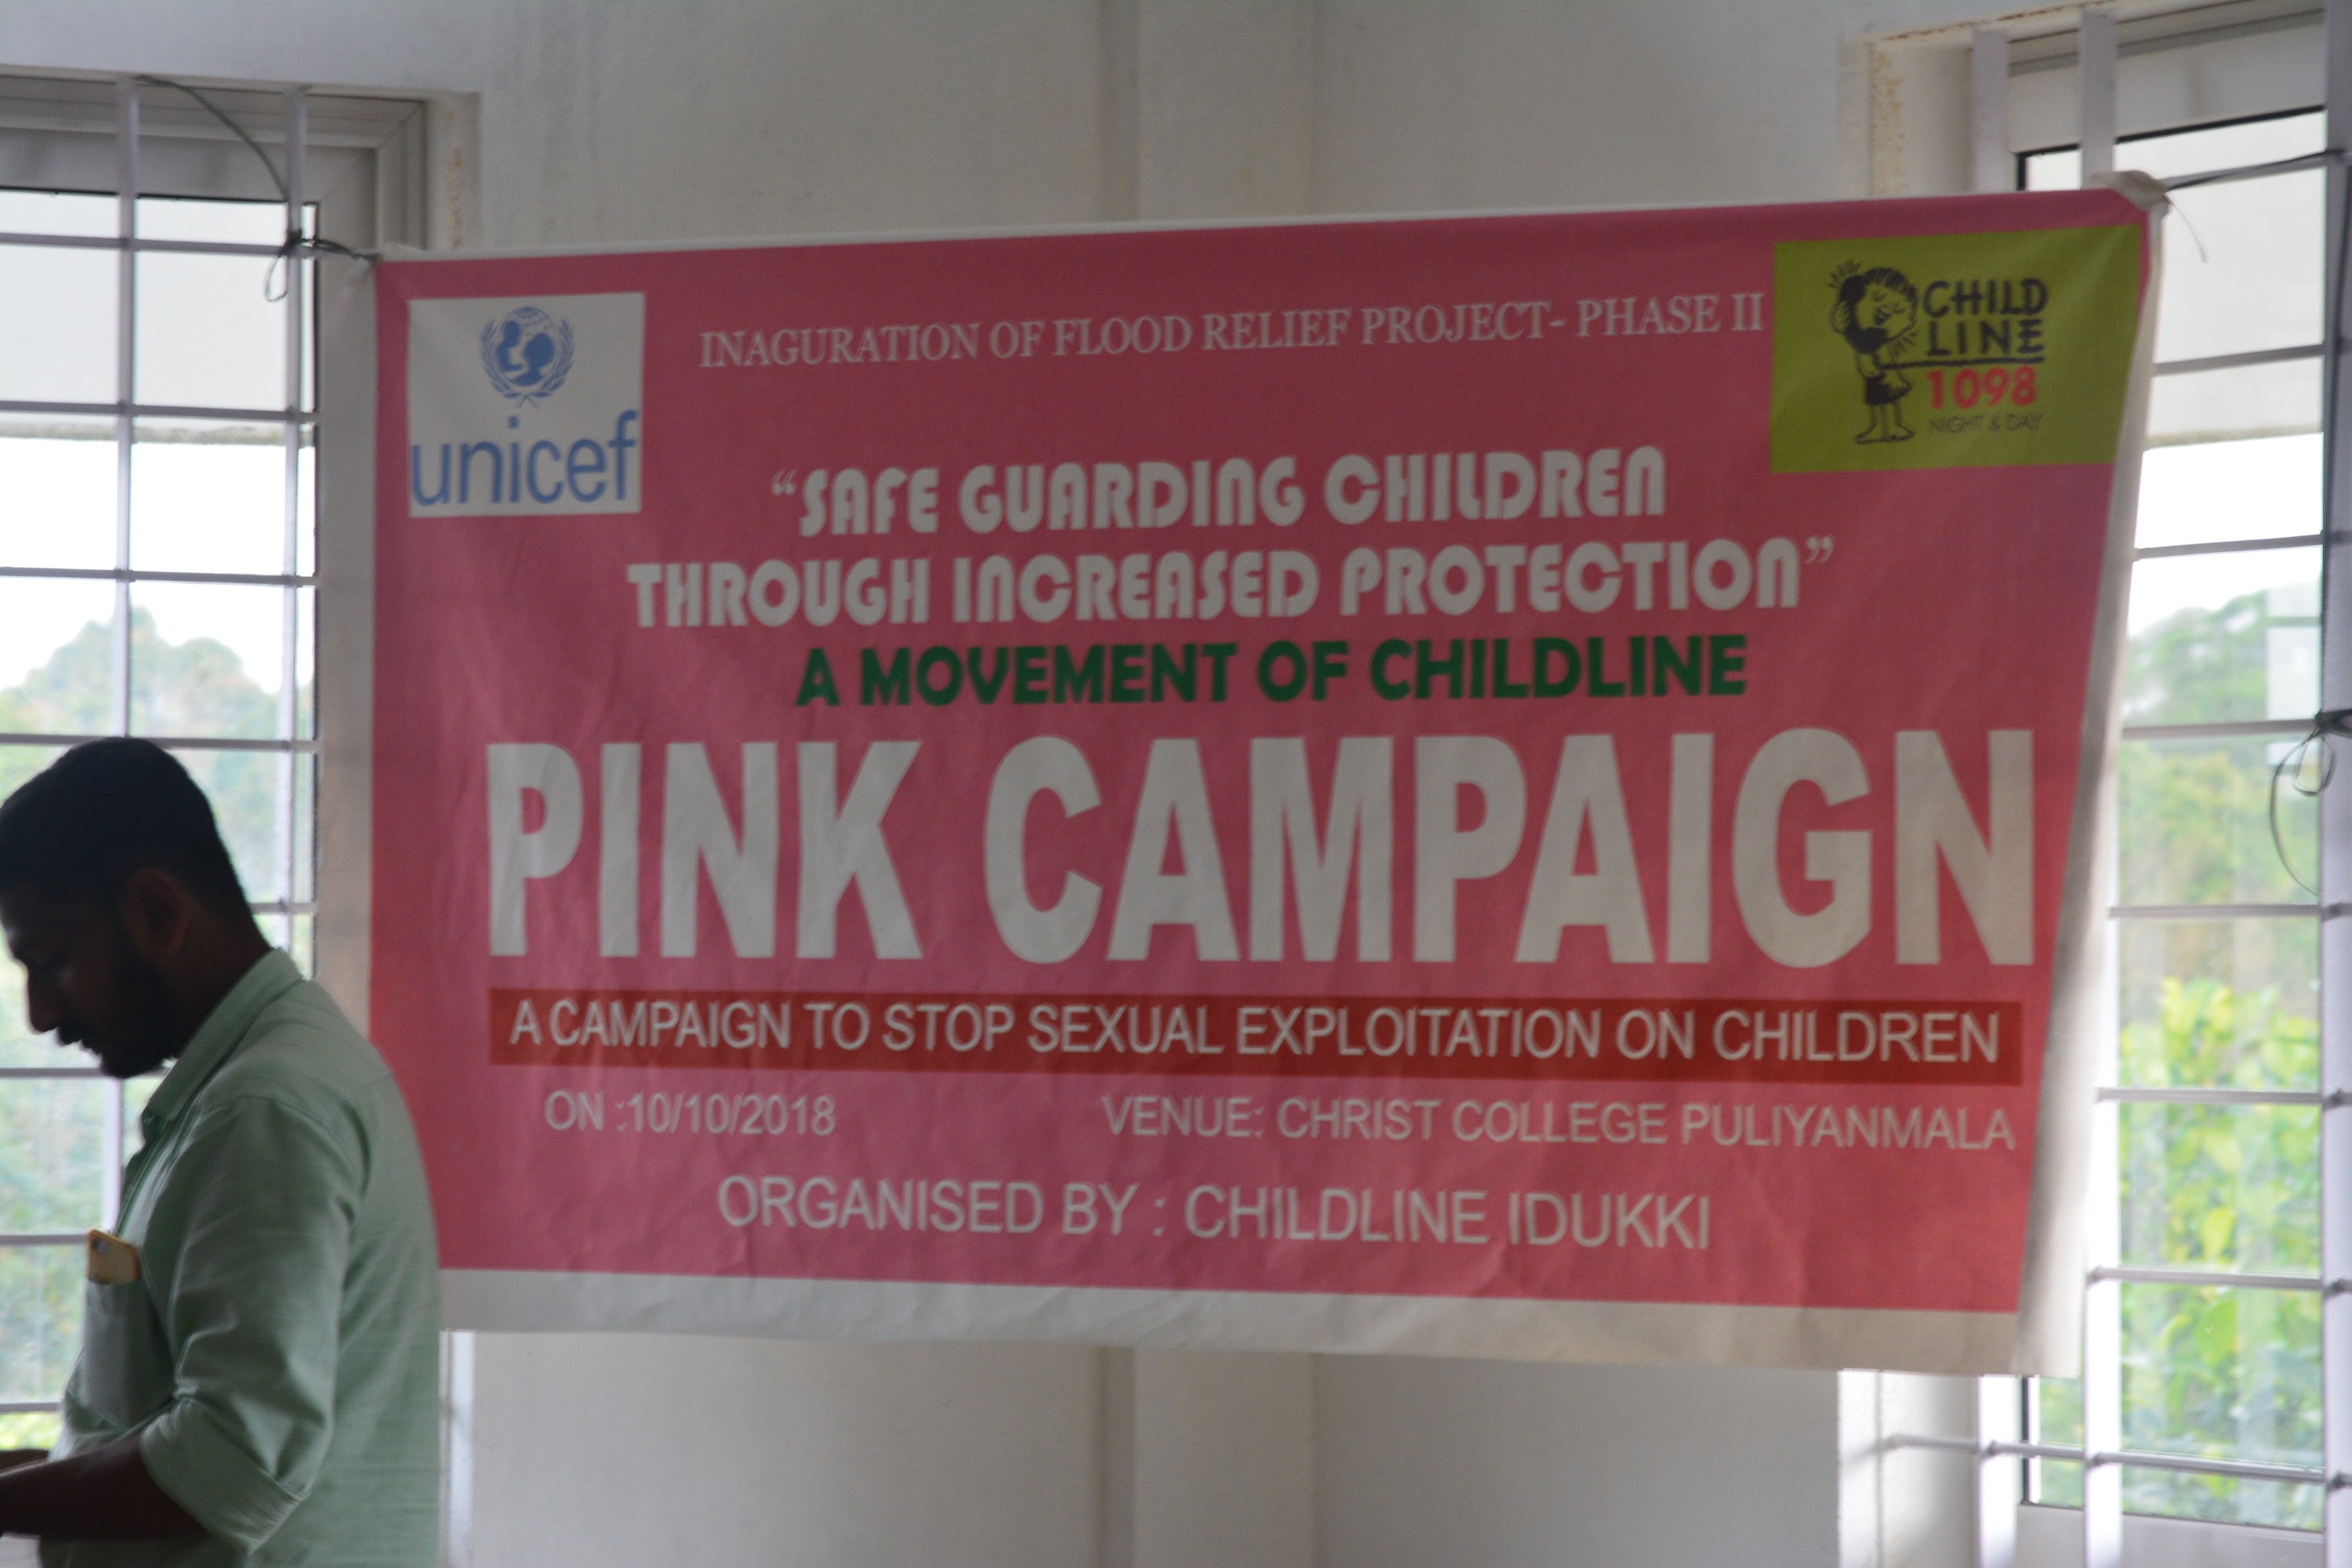 INAGURATION OF FLOOD RELIEF PROJECT- PHASE II
unicef
CHILD
LINE
1098
NIGHT & DAY
“SAFE GUARDING CHILDREN
THROUGH INCREASED PROTECTION”
A MOVEMENT OF CHILDLINE
PINK CAMPAIGN
A CAMPAIGN TO STOP SEXUAL EXPLOITATION ON CHILDREN
ON :10/10/2018 VENUE: CHRIST COLLEGE PULIYANMALA
ORGANISED BY : CHILDLINE IDUKKI